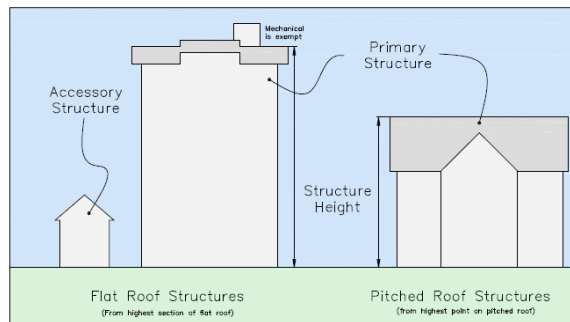 Mechanical
is exempt
Primary
Structure
Accessory
Structure
Structure
Height
Flat Roof Structures
(From highest section of flat roof)
Pitched Roof Structures
(from highest point on pitched roof)